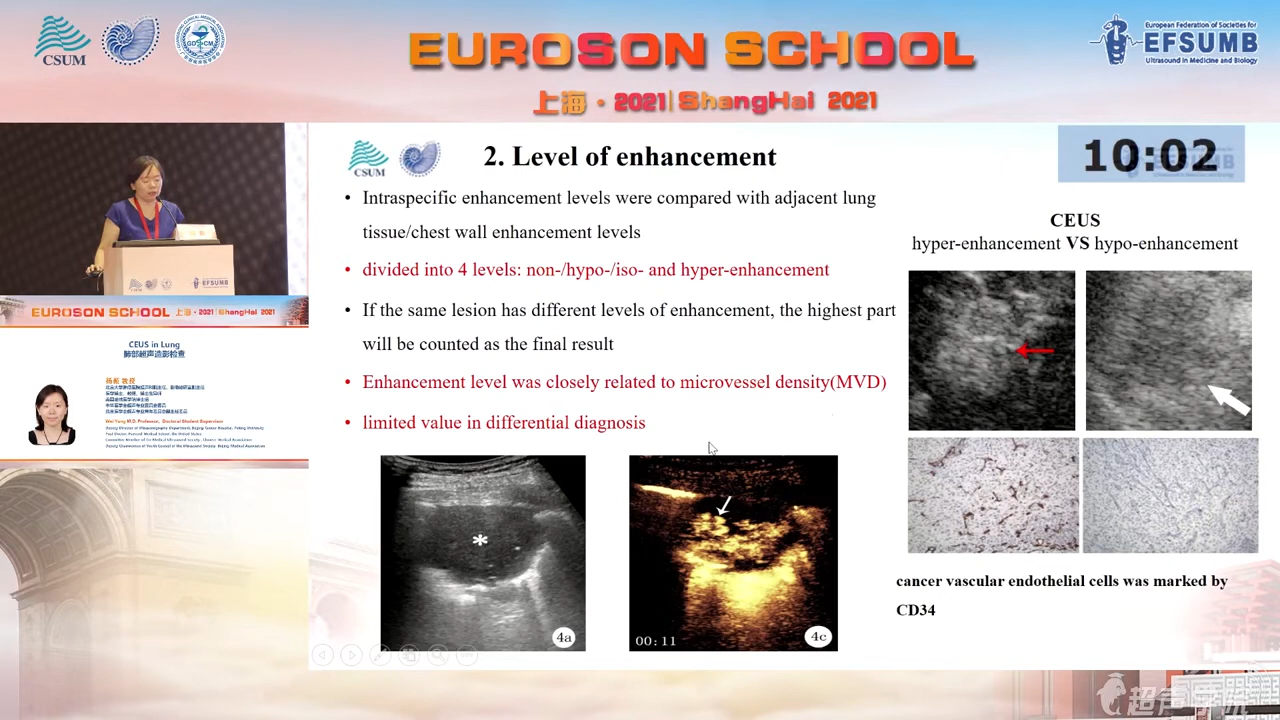 CSUM
EUROSON SCHOOL
上海·2021 | ShangHai 2021
European Federation of Societies for
EFSUMB
Ultrasound in Medicine and Biology
EFSUMB
EUROSON SCHOOL 上海·2021 | ShangHai 2021
CEUS in Lung
肺部超声造影检查
杨薇 教授
CSUM
2. Level of enhancement
10:02
• Intraspecific enhancement levels were compared with adjacent lung
tissue/chest wall enhancement levels
• divided into 4 levels: non-/hypo-/iso- and hyper-enhancement
• If the same lesion has different levels of enhancement, the highest part
will be counted as the final result
• Enhancement level was closely related to microvessel density(MVD)
• limited value in differential diagnosis
*
4a
00:11
4c
CEUS
hyper-enhancement VS hypo-enhancement
cancer vascular endothelial cells was marked by
CD34
超声学院